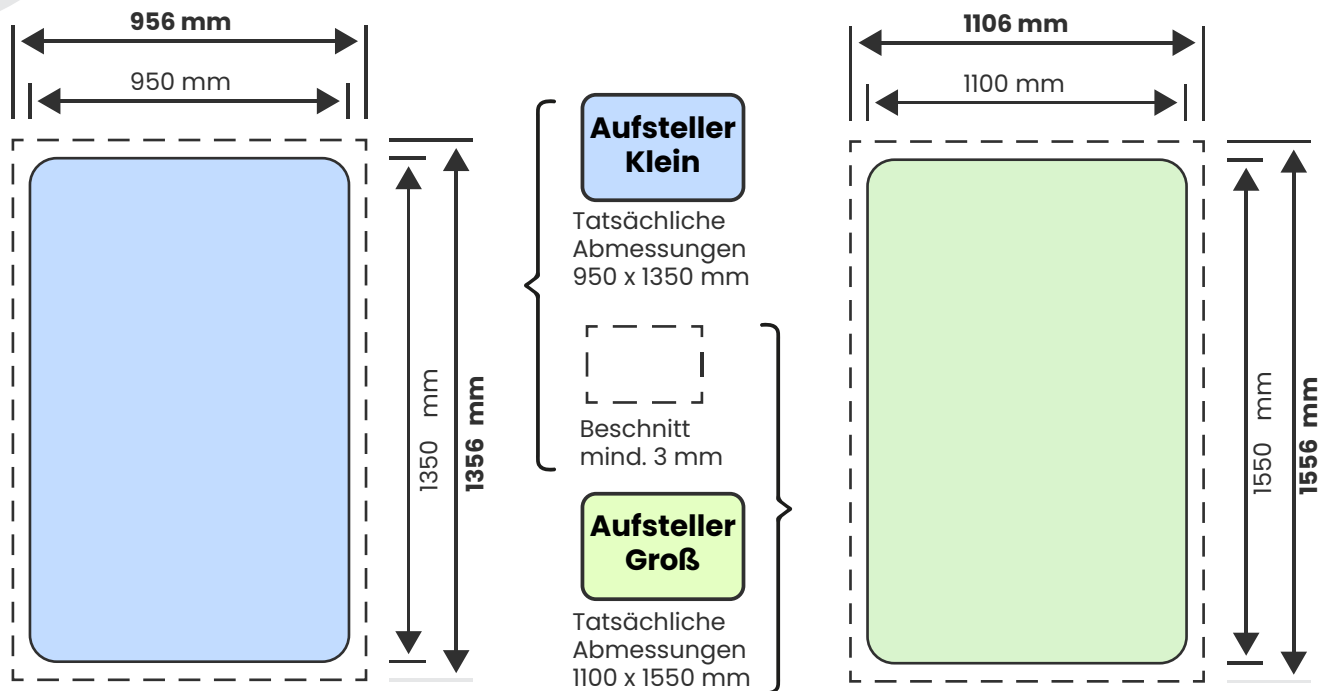 956 mm
950 mm
1350 mm
1356 mm
Aufsteller
Klein
Tatsächliche
Abmessungen
950 x 1350 mm
Beschnitt
mind. 3 mm
Aufsteller
Groß
Tatsächliche
Abmessungen
1100 x 1550 mm
1106 mm
1100 mm
1550 mm
1556 mm